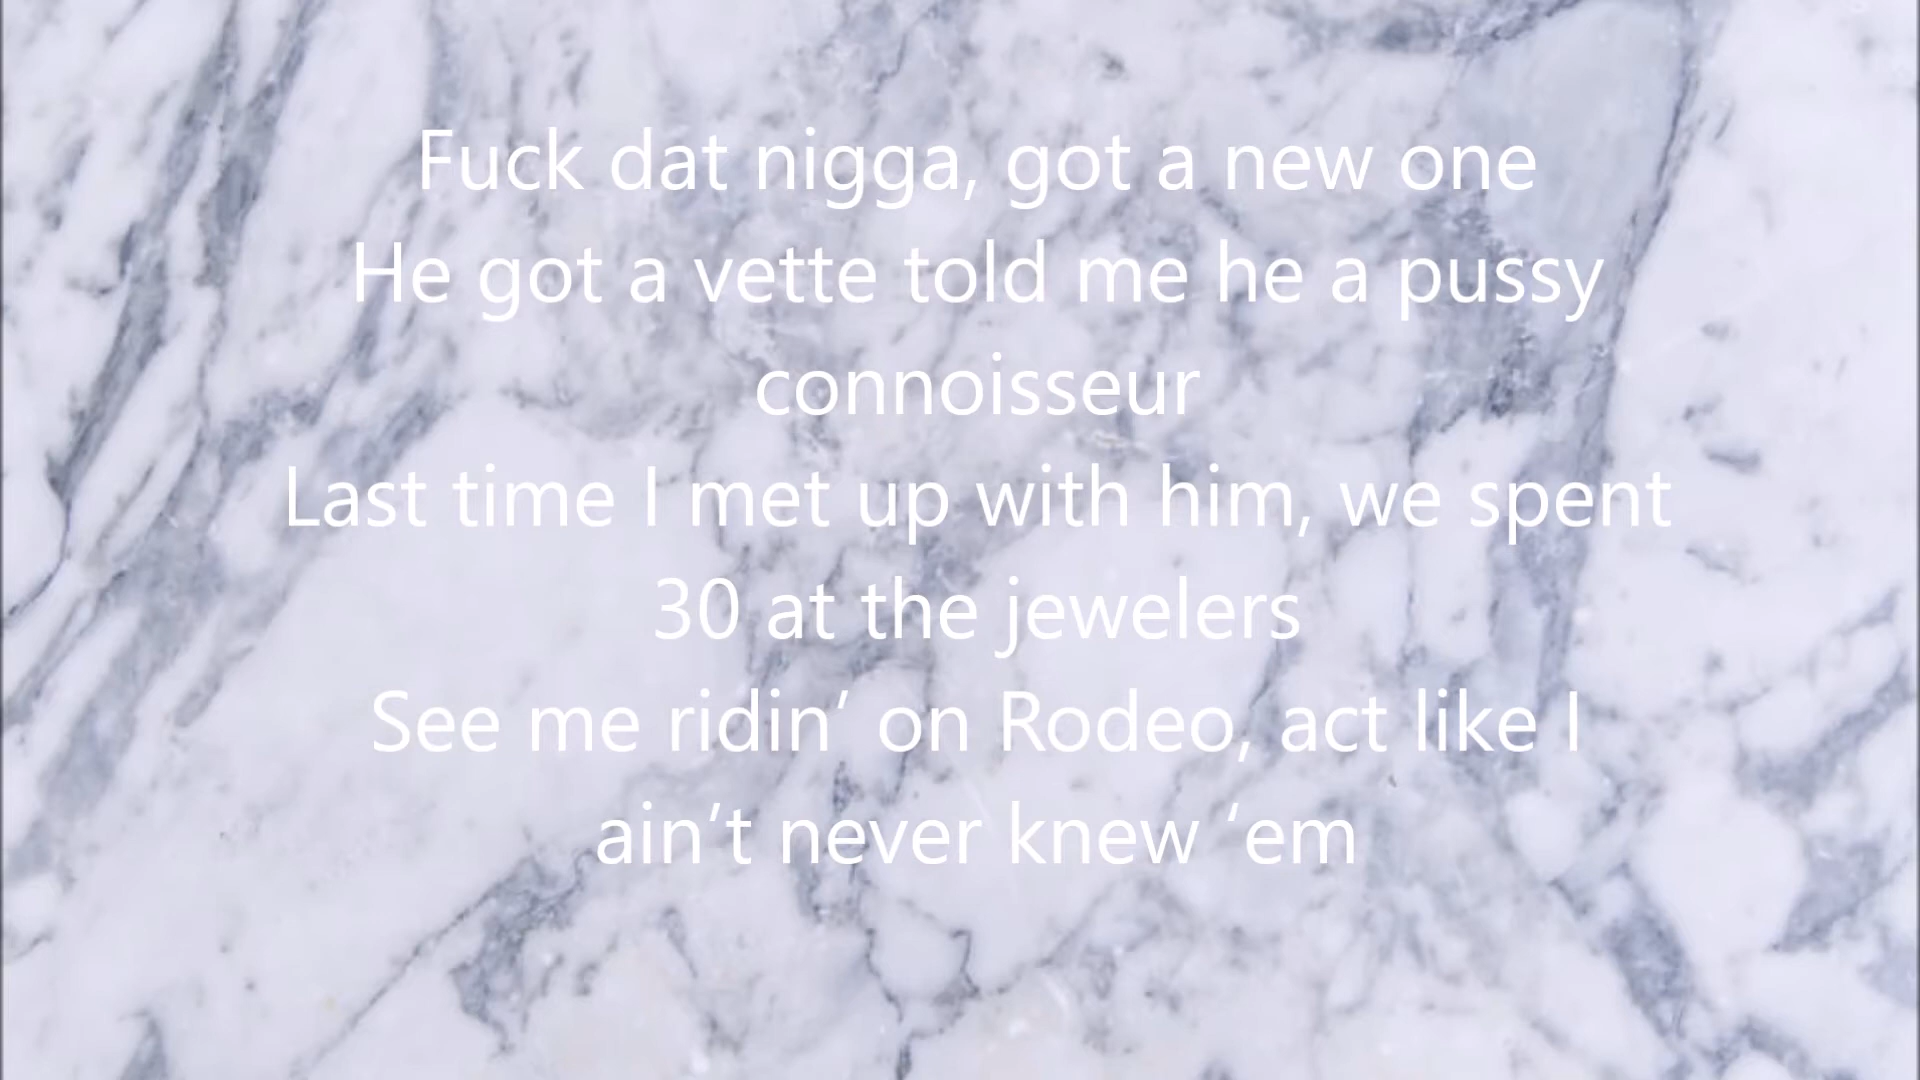 Fuck dat nigga, got a new one
He got a vette told me he a pussy
connoisseur
Last time I met up with him, we spent
30 at the jewelers
See me ridin’ on Rodeo, act like I
ain’t never knew ‘em